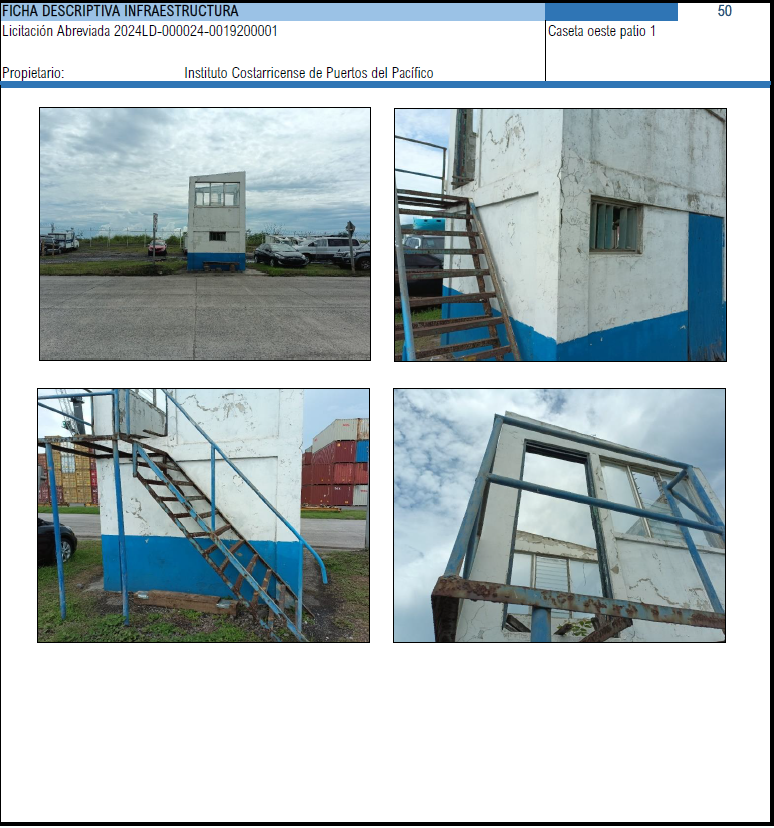 FICHA DESCRIPTIVA INFRAESTRUCTURA 50
Licitación Abreviada 2024LD-000024-0019200001 Caseta oeste patio 1
Propietario: Instituto Costarricense de Puertos del Pacífico